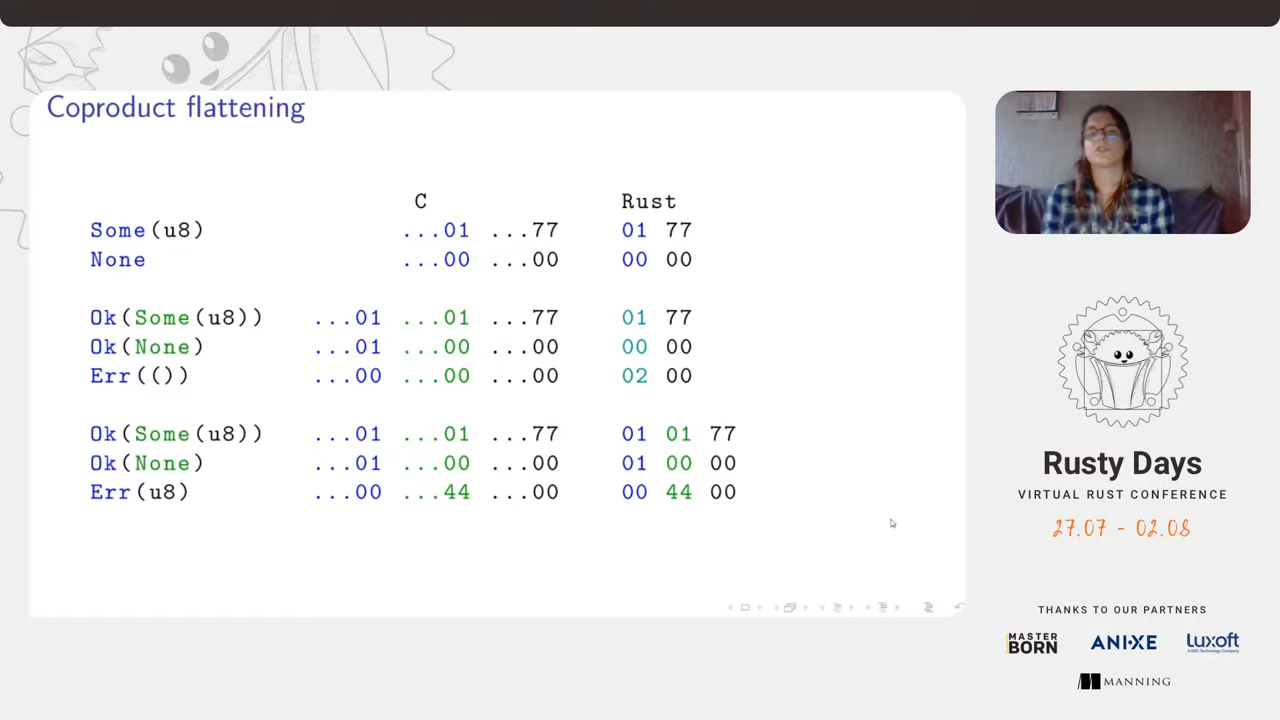 Coproduct flattening
C Rust
Some(u8) ...01 ...77 01 77
None ...00 ...00 00 00
Ok(Some(u8)) ...01 ...01 ...77 01 77
Ok(None) ...01 ...00 ...00 00 00
Err(()) ...00 ...00 ...00 02 00
Ok(Some(u8)) ...01 ...01 ...77 01 01 77
Ok(None) ...01 ...00 ...00 01 00 00
Err(u8) ...00 ...44 ...00 00 44 00
Rusty Days
VIRTUAL RUST CONFERENCE
27.07 - 02.08
THANKS TO OUR PARTNERS
MASTER BORN
ANIXE
Luxoft
MANNING